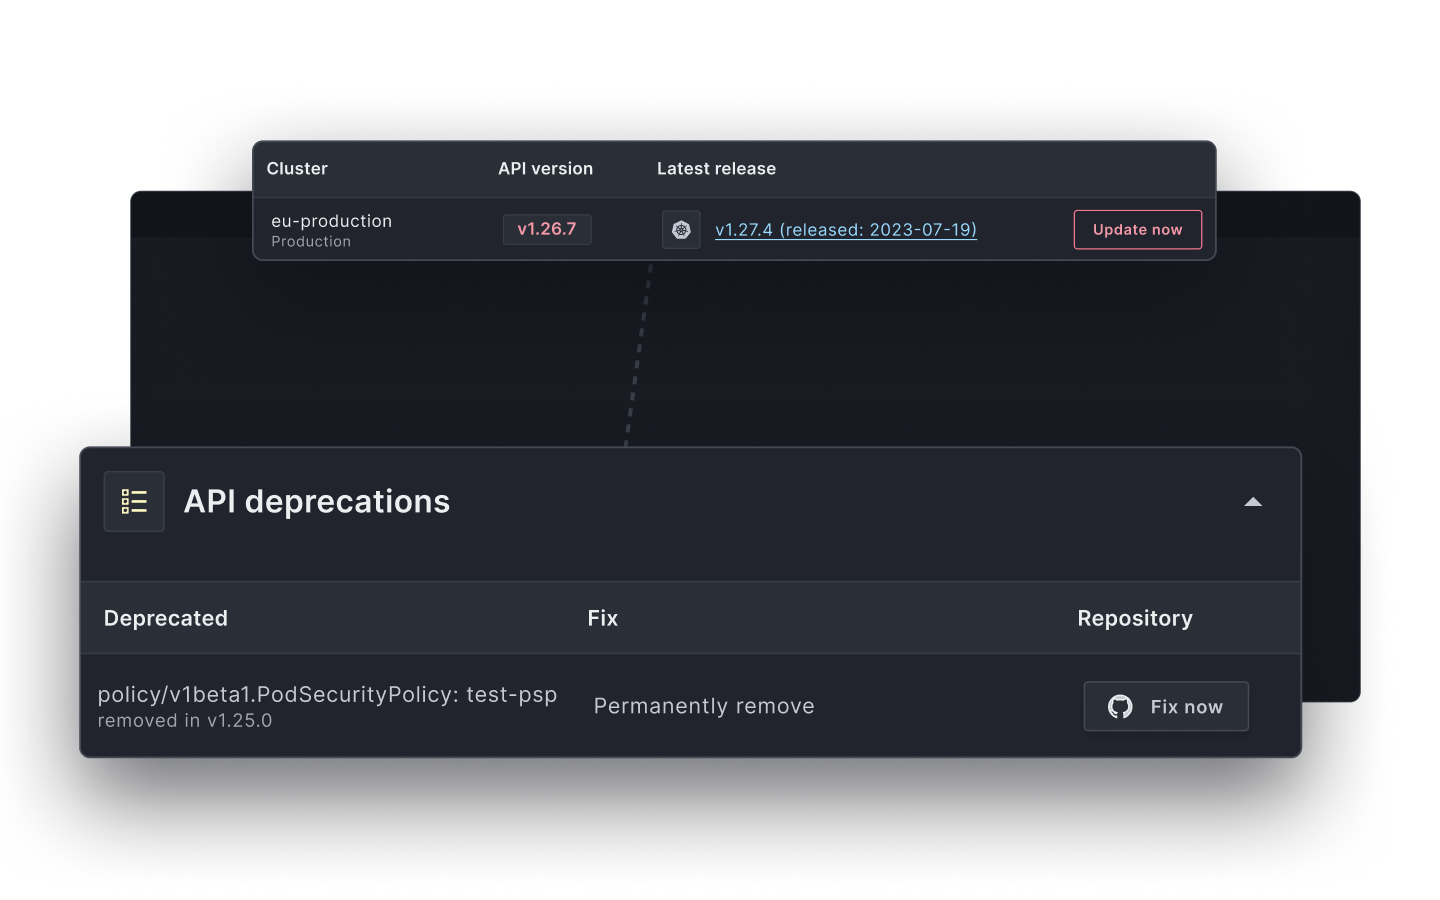 Cluster API version Latest release
eu-production v1.26.7 v1.27.4 (released: 2023-07-19) Update now
Production
API deprecations
Deprecated Fix Repository
policy/v1beta1.PodSecurityPolicy: test-psp Permanently remove Fix now
removed in v1.25.0